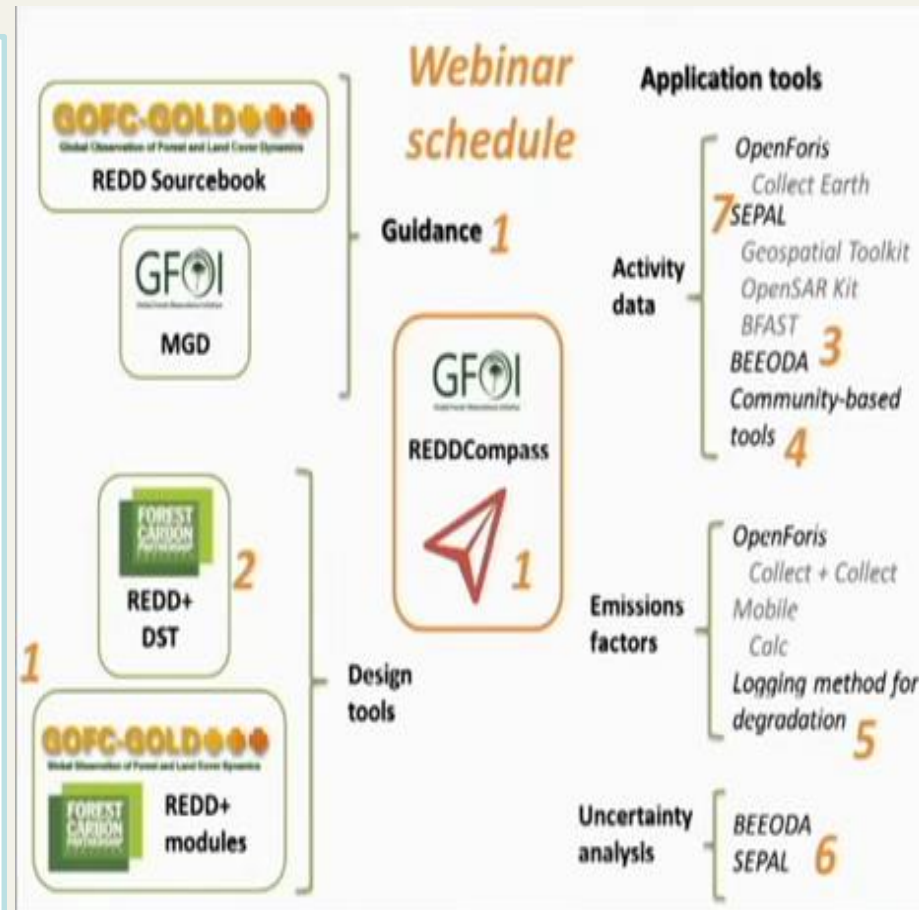 Webinar
schedule
GOFC-GOLD
Global Observation of Forest and Land Cover Dynamics
REDD Sourcebook
GFOI
Global Forest Observations Initiative
MGD
Guidance 1
GFOI
Global Forest Observations Initiative
REDDCompass
1
FOREST
CARBON
PARTNERSHIP
2
REDD+
DST
1
GOFC-GOLD
Global Observation of Forest and Land Cover Dynamics
FOREST
CARBON
PARTNERSHIP
REDD+
modules
Design
tools
Application tools
Activity
data
OpenForis
Collect Earth
7 SEPAL
Geospatial Toolkit
OpenSAR Kit
BFAST
BEEODA 3
Community-based
tools 4
Emissions
factors
OpenForis
Collect + Collect
Mobile
Calc
Logging method for
degradation 5
Uncertainty
analysis
BEEODA
SEPAL 6